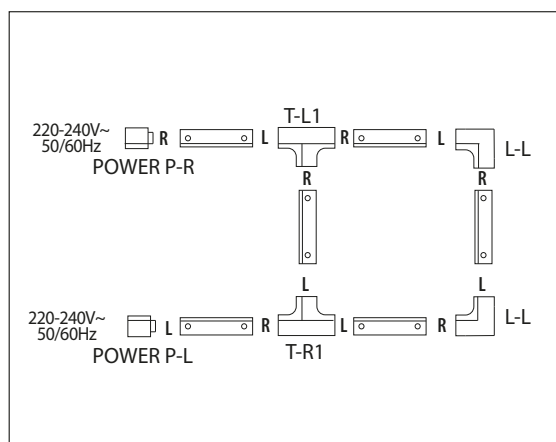 T-L1
220-240V~ R L R L
50/60Hz L-L
POWER P-R
R R
L L
220-240V~ L R L R L-L
50/60Hz
POWER P-L T-R1